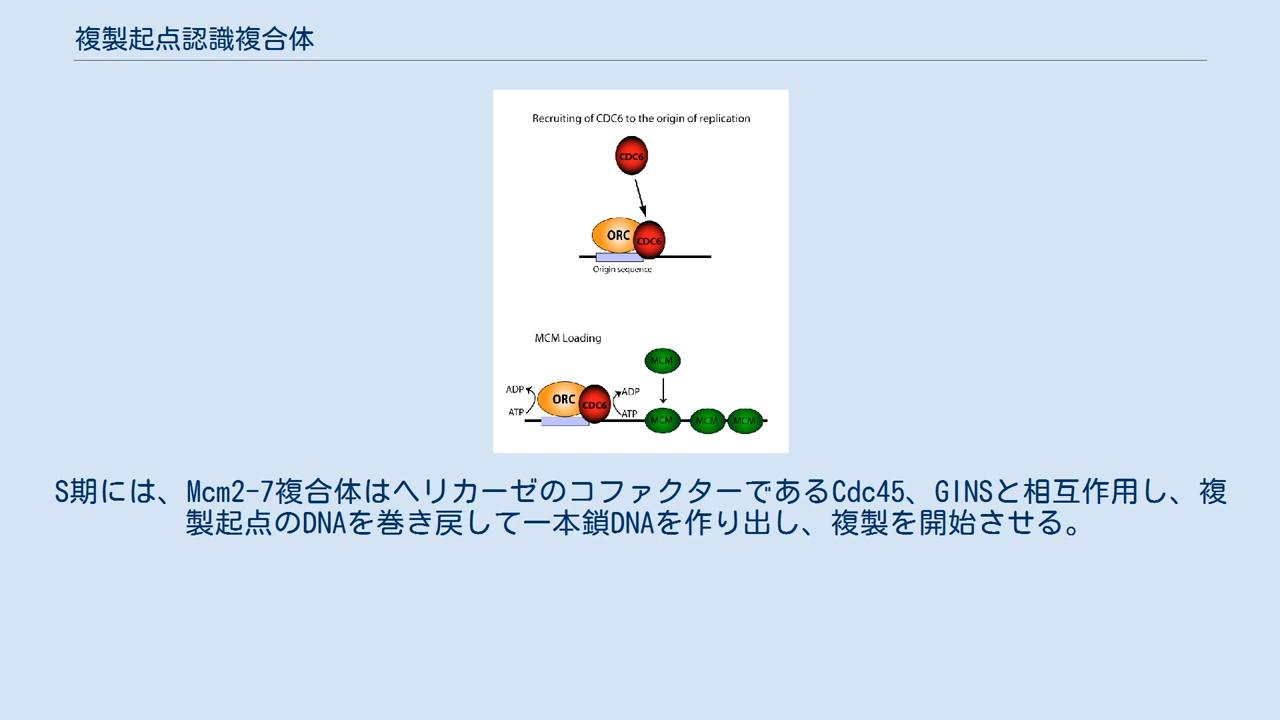 複製起点認識複合体
Recruiting of CDC6 to the origin of replication
CDC6
ORC
CDC6
Origin sequence
MCM Loading
MCM
ADP
ATP
ORC
CDC6
ADP
ATP
MCM
MCM
MCM
S期には、Mcm2-7複合体はヘリカーゼのコファクターであるCdc45、GINSと相互作用し、複
製起点のDNAを巻き戻して一本鎖DNAを作り出し、複製を開始させる。